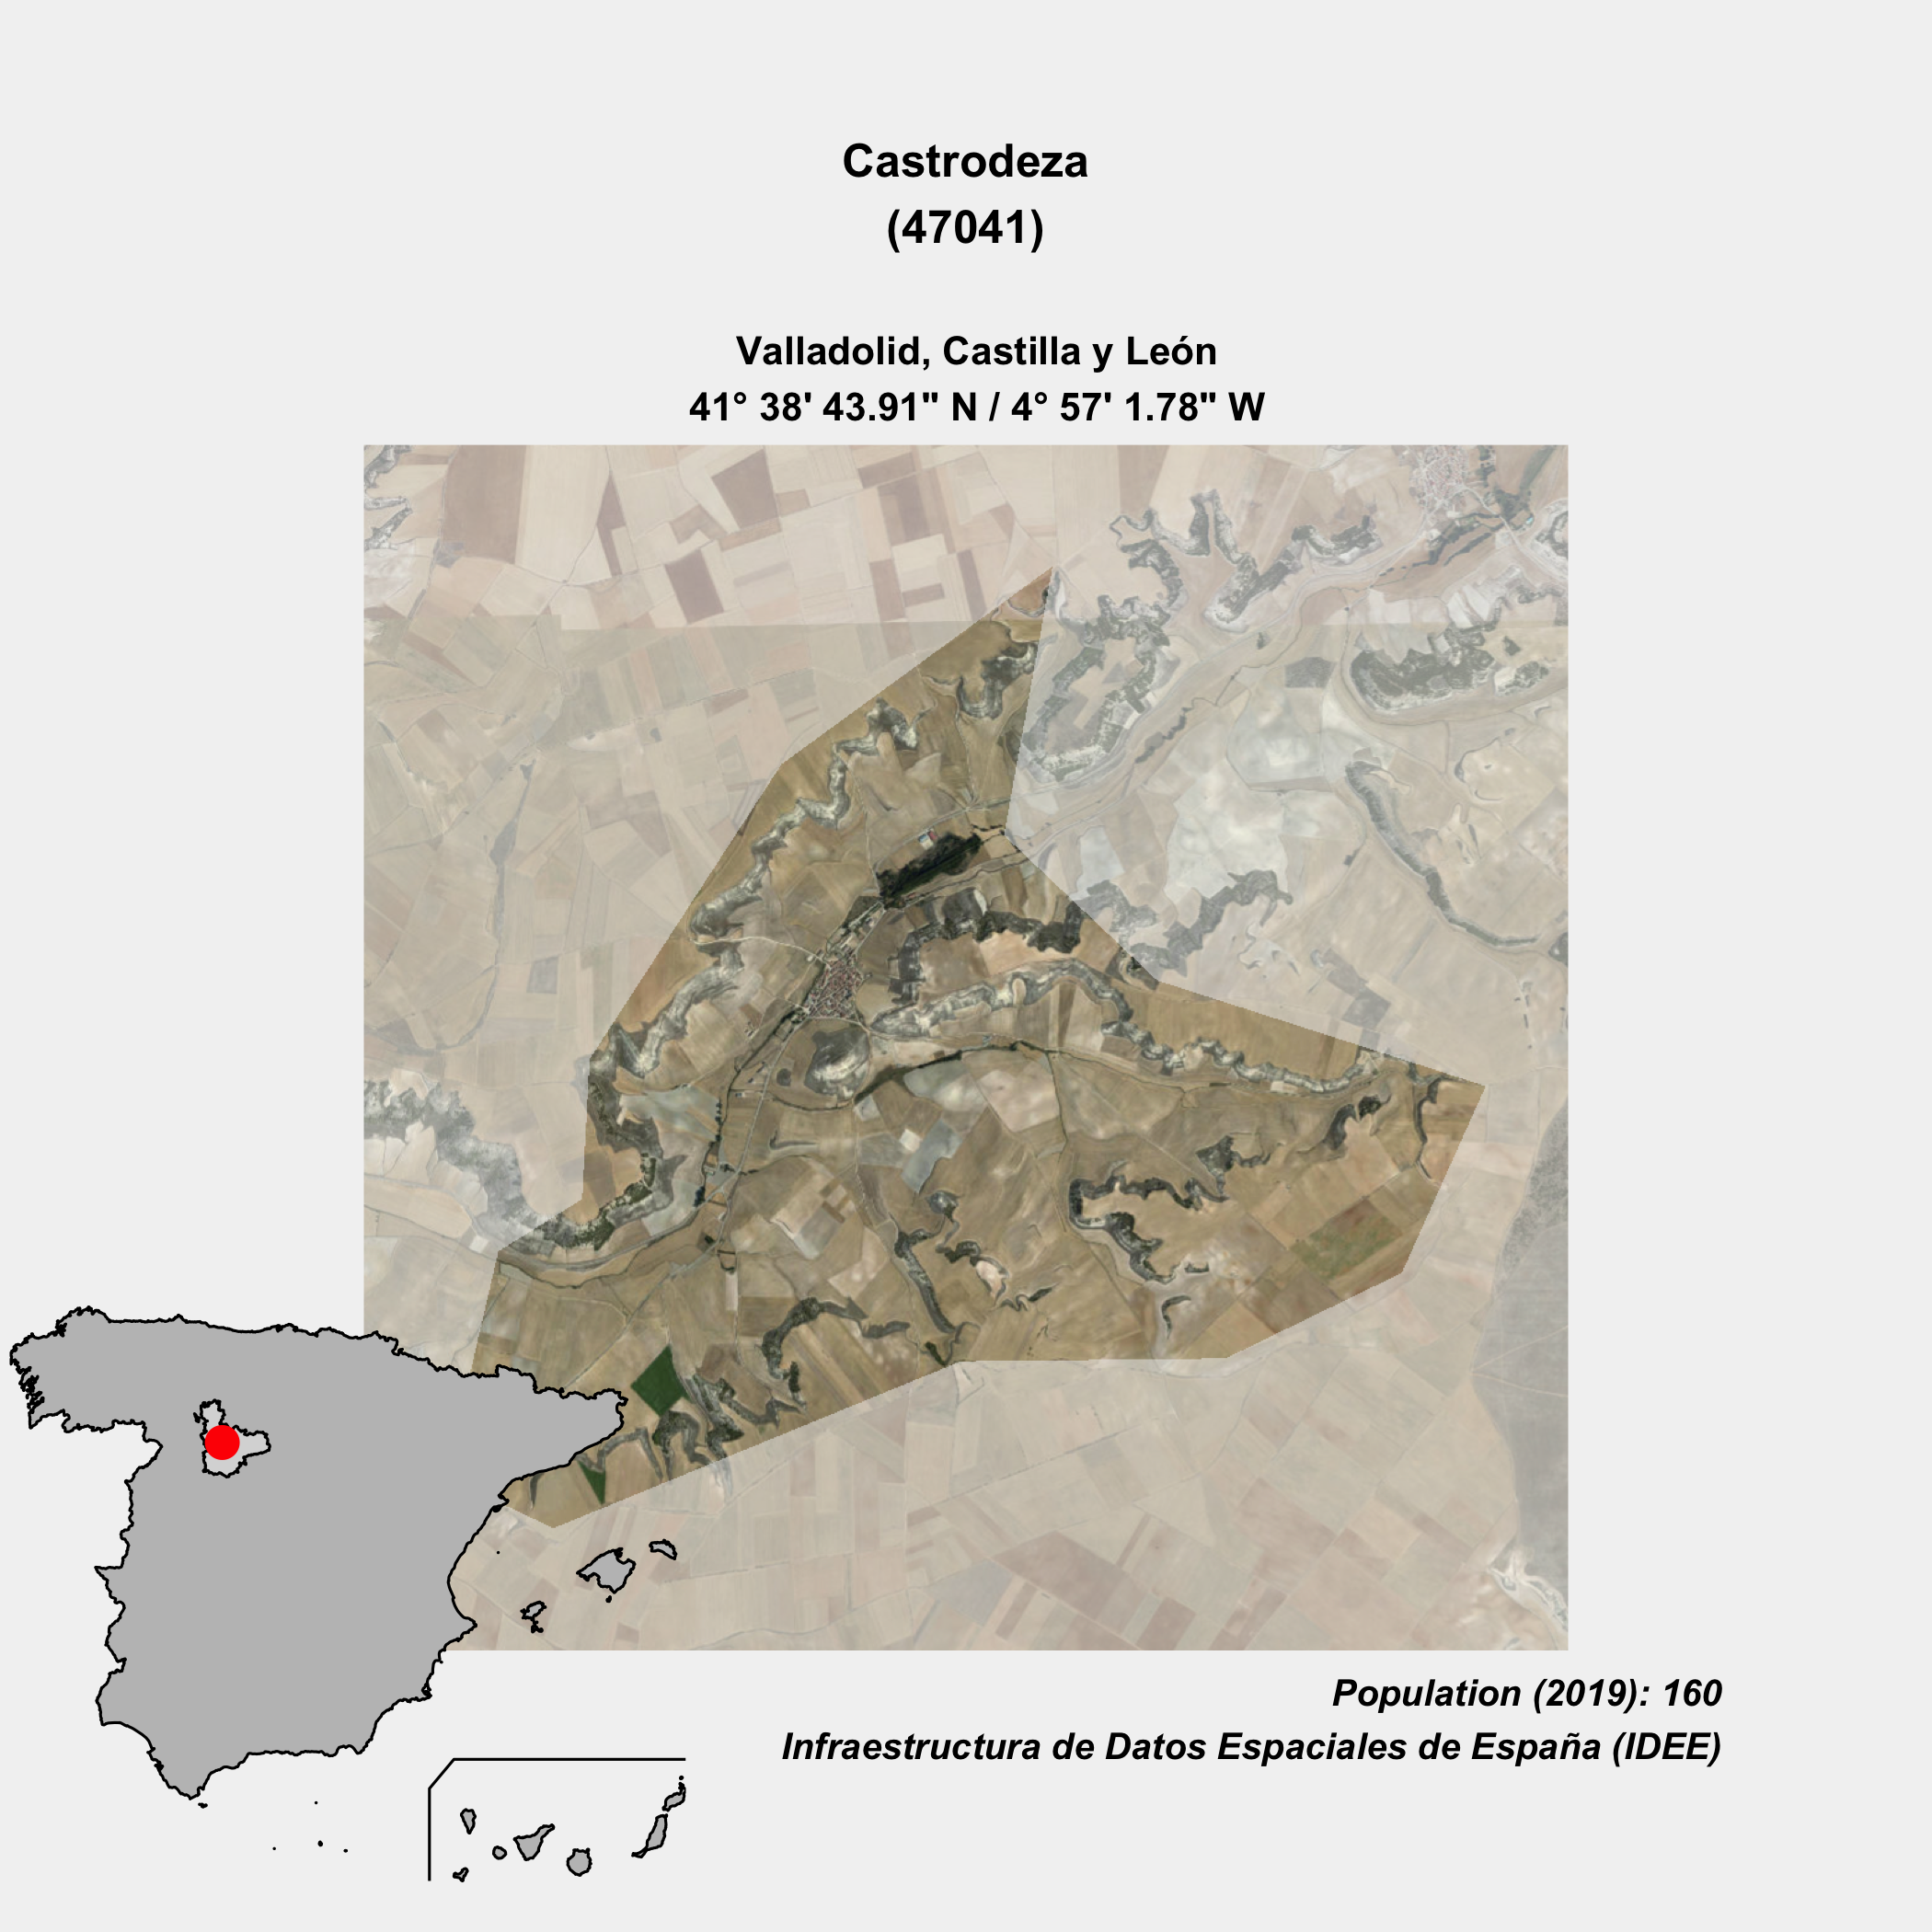 Castrodeza
(47041)
Valladolid, Castilla y León
41° 38' 43.91" N / 4° 57' 1.78" W
Population (2019): 160
Infraestructura de Datos Espaciales de España (IDEE)